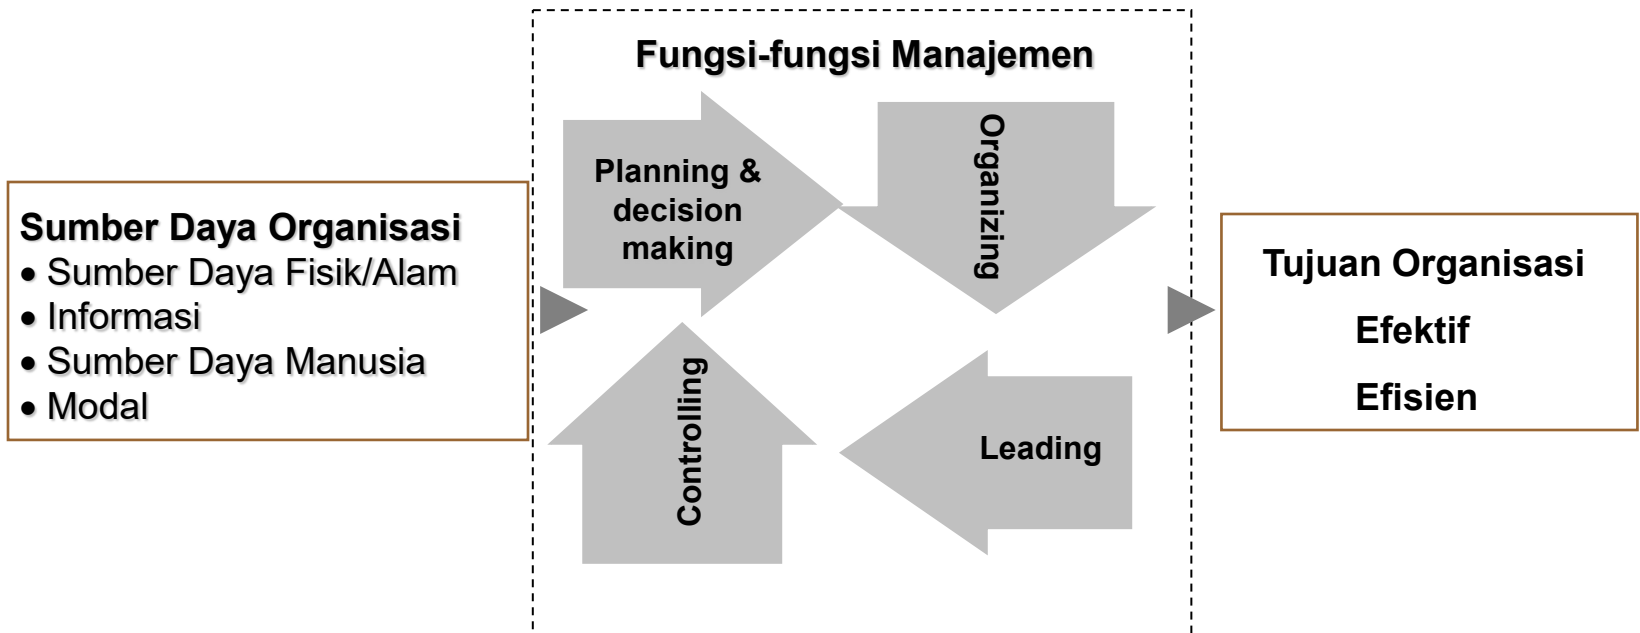 Fungsi-fungsi Manajemen
Planning &
decision
making
Organizing
Sumber Daya Organisasi
• Sumber Daya Fisik/Alam
• Informasi
• Sumber Daya Manusia
• Modal
Controlling
Leading
Tujuan Organisasi
Efektif
Efisien